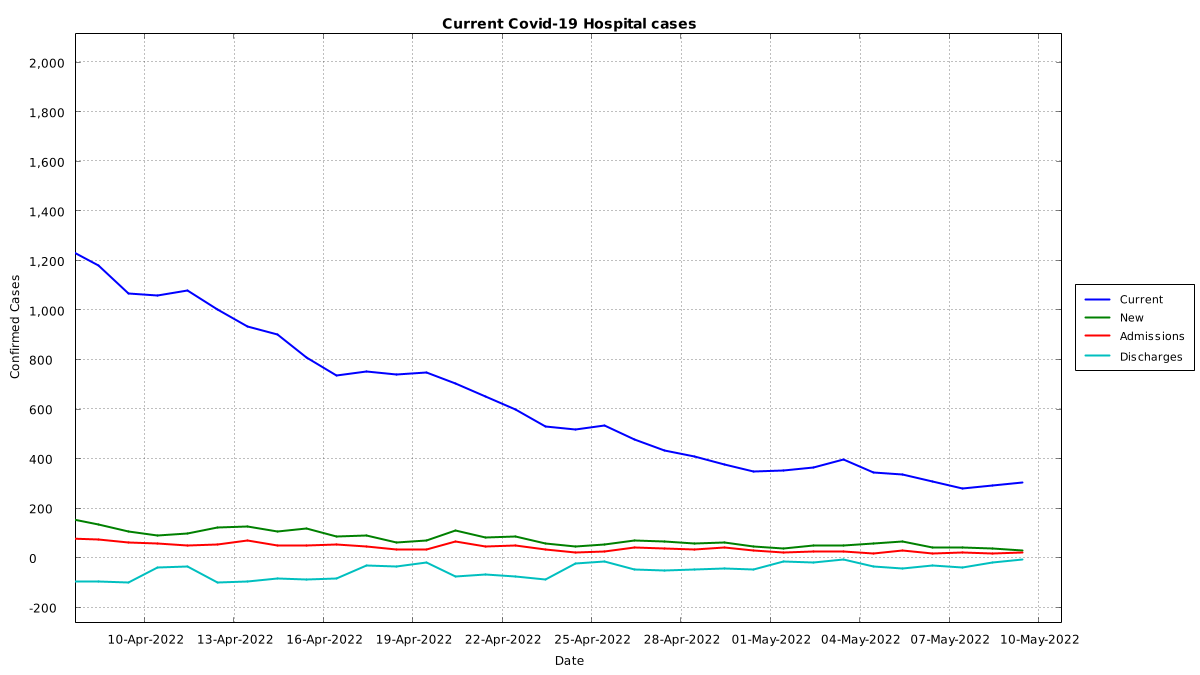 Current Covid-19 Hospital cases
2,000
1,800
1,600
1,400
1,200
1,000
800
600
400
200
0
-200
Confirmed Cases
10-Apr-2022 13-Apr-2022 16-Apr-2022 19-Apr-2022 22-Apr-2022 25-Apr-2022 28-Apr-2022 01-May-2022 04-May-2022 07-May-2022 10-May-2022
Date
Current
New
Admissions
Discharges